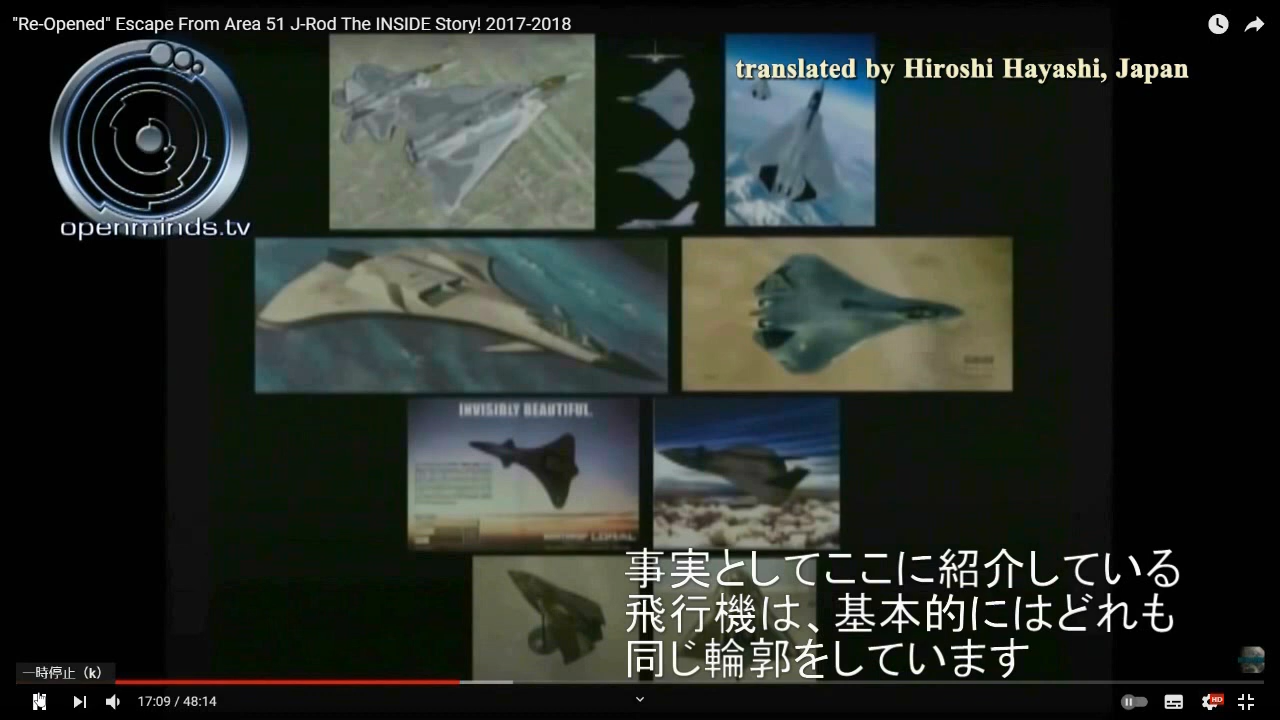 "Re-Opened" Escape From Area 51 J-Rod The INSIDE Story! 2017-2018
translated by Hiroshi Hayashi, Japan
openminds.tv
INVISIBLY BEAUTIFUL.
事実としてここに紹介している
飛行機は、基本的にはどれも
同じ輪郭をしています
一時停止 (k)
17:09 / 48:14
HD